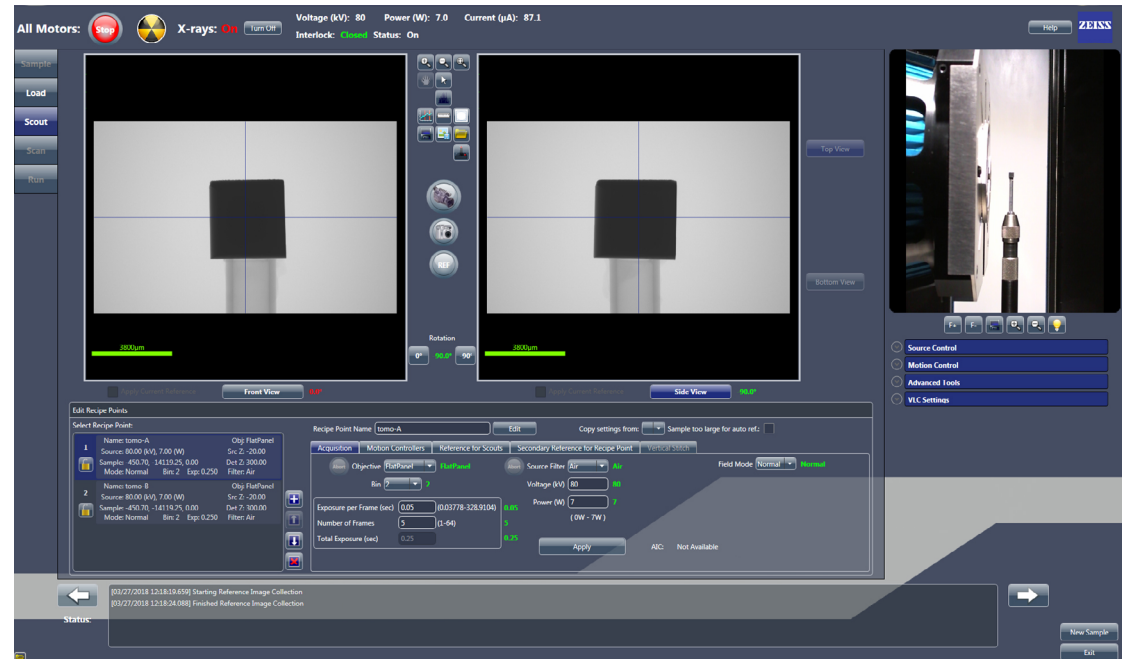 All Motors:
Stop
X-rays: On
Turn Off
Voltage (kV): 80 Power (W): 7.0 Current (µA): 87.1
Interlock: Closed Status: On
Help
ZEISS
Sample
Load
Scout
Scan
Run
3800µm
3800µm
REF
Rotation
0° 90.0° 90°
Top View
Bottom View
F+ F-
Source Control
Motion Control
Advanced Tools
VLC Settings
Apply Current Reference
Front View
Apply Current Reference
Side View
90.0°
Edit Recipe Points
Select Recipe Point:
1
Name: tomo-A Obj: FlatPanel
Source: 80.00 (kV), 7.00 (W) Src Z: -20.00
Sample: -450.70, 14119.25, 0.00 Det Z: 300.00
Mode: Normal Bin: 2 Exp: 0.250 Filter: Air
2
Name: tomo-B Obj: FlatPanel
Source: 80.00 (kV), 7.00 (W) Src Z: -20.00
Sample: -450.70, -14119.25, 0.00 Det Z: 300.00
Mode: Normal Bin: 2 Exp: 0.250 Filter: Air
Recipe Point Name tomo-A Edit Copy settings from: Sample too large for auto ref.:
Acquisition Motion Controllers Reference for Scouts Secondary Reference for Recipe Point Vertical Stitch
Abort Objective FlatPanel FlatPanel Abort Source Filter Air Air Field Mode Normal Normal
Bin 2 2 Voltage (kV) 80 80
Power (W) 7 7
( 0W - 7W )
Exposure per Frame (sec) 0.05 (0.03778-328.9104) 0.05
Number of Frames 5 (1-64) 5
Total Exposure (sec) 0.25 0.25
Apply AIC: Not Available
[03/27/2018 12:18:19.659] Starting Reference Image Collection
[03/27/2018 12:18:24.088] Finished Reference Image Collection
Status:
New Sample
Exit